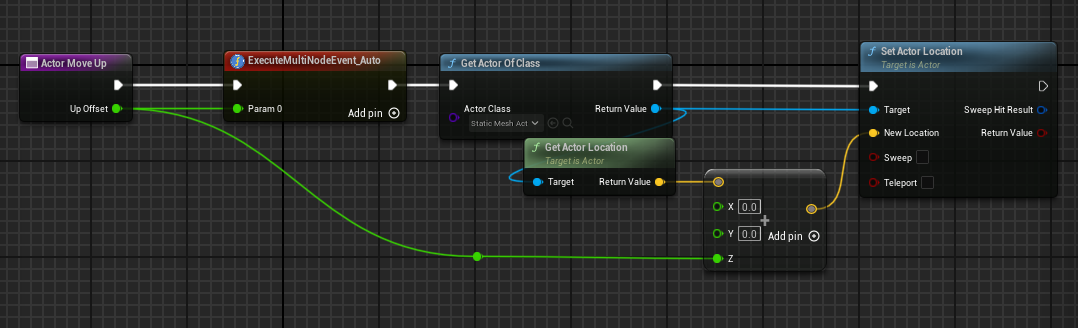 Actor Move Up
Up Offset
ExecuteMultiNodeEvent_Auto
Param 0
Add pin
Get Actor Of Class
Actor Class
Static Mesh Act
Return Value
Get Actor Location
Target is Actor
Target
Return Value
X 0.0
Y 0.0
Z
Add pin
Set Actor Location
Target is Actor
Target
New Location
Sweep
Teleport
Sweep Hit Result
Return Value